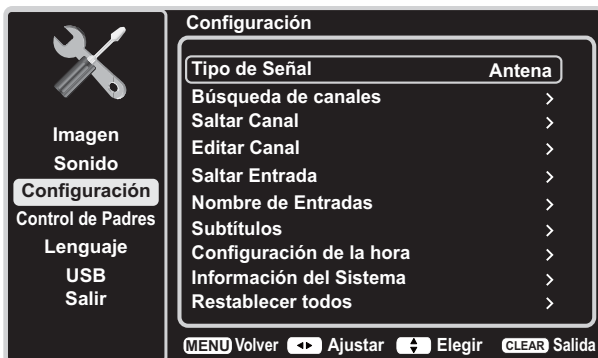 Configuración
Imagen
Sonido
Configuración
Control de Padres
Lenguaje
USB
Salir
Tipo de Señal Antena
Búsqueda de canales >
Saltar Canal >
Editar Canal >
Saltar Entrada >
Nombre de Entradas >
Subtítulos >
Configuración de la hora >
Información del Sistema >
Restablecer todos >
MENU Volver Ajustar Elegir CLEAR Salida